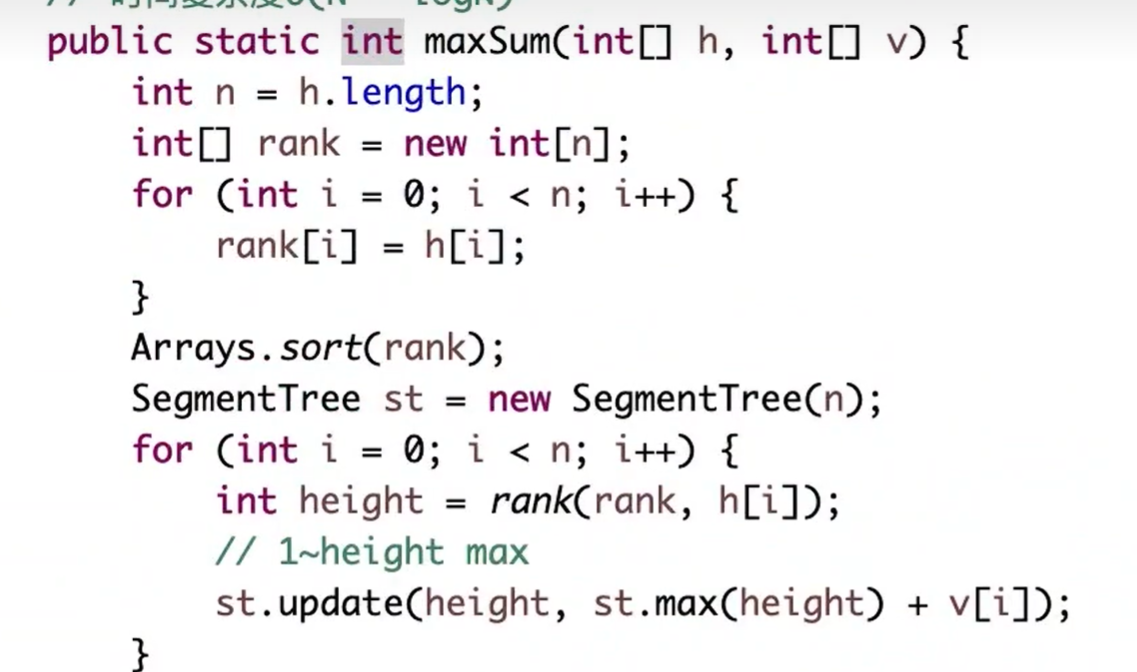 public static int maxSum(int[] h, int[] v) {
int n = h.length;
int[] rank = new int[n];
for (int i = 0; i < n; i++) {
rank[i] = h[i];
}
Arrays.sort(rank);
SegmentTree st = new SegmentTree(n);
for (int i = 0; i < n; i++) {
int height = rank(rank, h[i]);
// 1~height max
st.update(height, st.max(height) + v[i]);
}